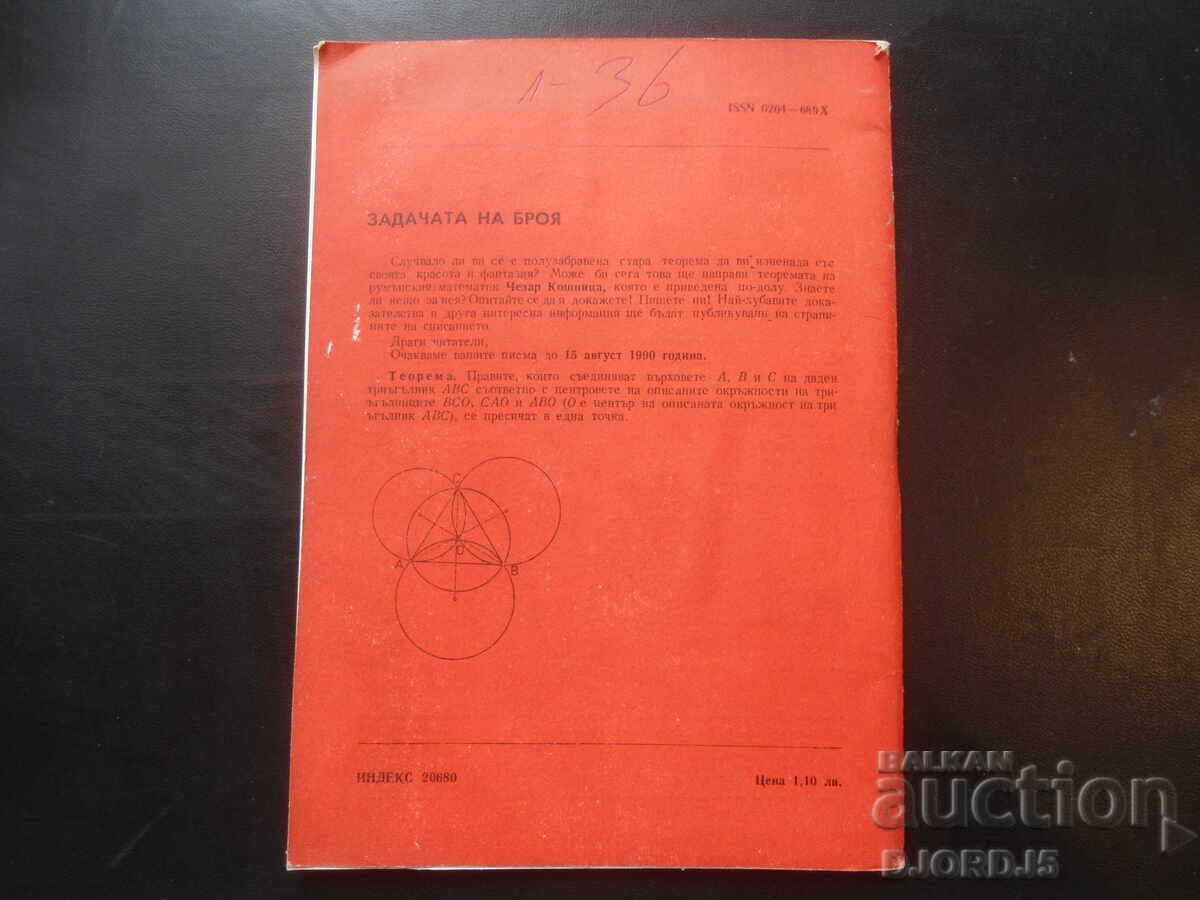 л- 36
ISSN 0204—689X
ЗАДАЧАТА НА БРОЯ
Случвало ли ви се е полузабравена стара теорема да ви изненада със
своята красота и фантазия? Може би сега това ще направи теоремата на
румънския математик Чезар Кошница, която е приведена по-долу. Знаете
ли нещо за нея? Опитайте се да я докажете! Пишете ни! Най-хубавите дока-
зателства и друга интересна информация ще бъдат публикувани на страни-
ците на списанието.
Драги читатели,
Очакваме вашите писма до 15 август 1990 година.
Теорема. Правите, които съединяват върховете A, B и C на даден
триъгълник ABC съответно с центровете на описаните окръжности на три-
ъгълниците BCO, CAO и ABO (O е център на описаната окръжност на три
ъгълник ABC), се пресичат в една точка.
C
O
A
B
ИНДЕКС 20680
Цена 1,10 лв.
BALKAN
auction
DJORDJ5